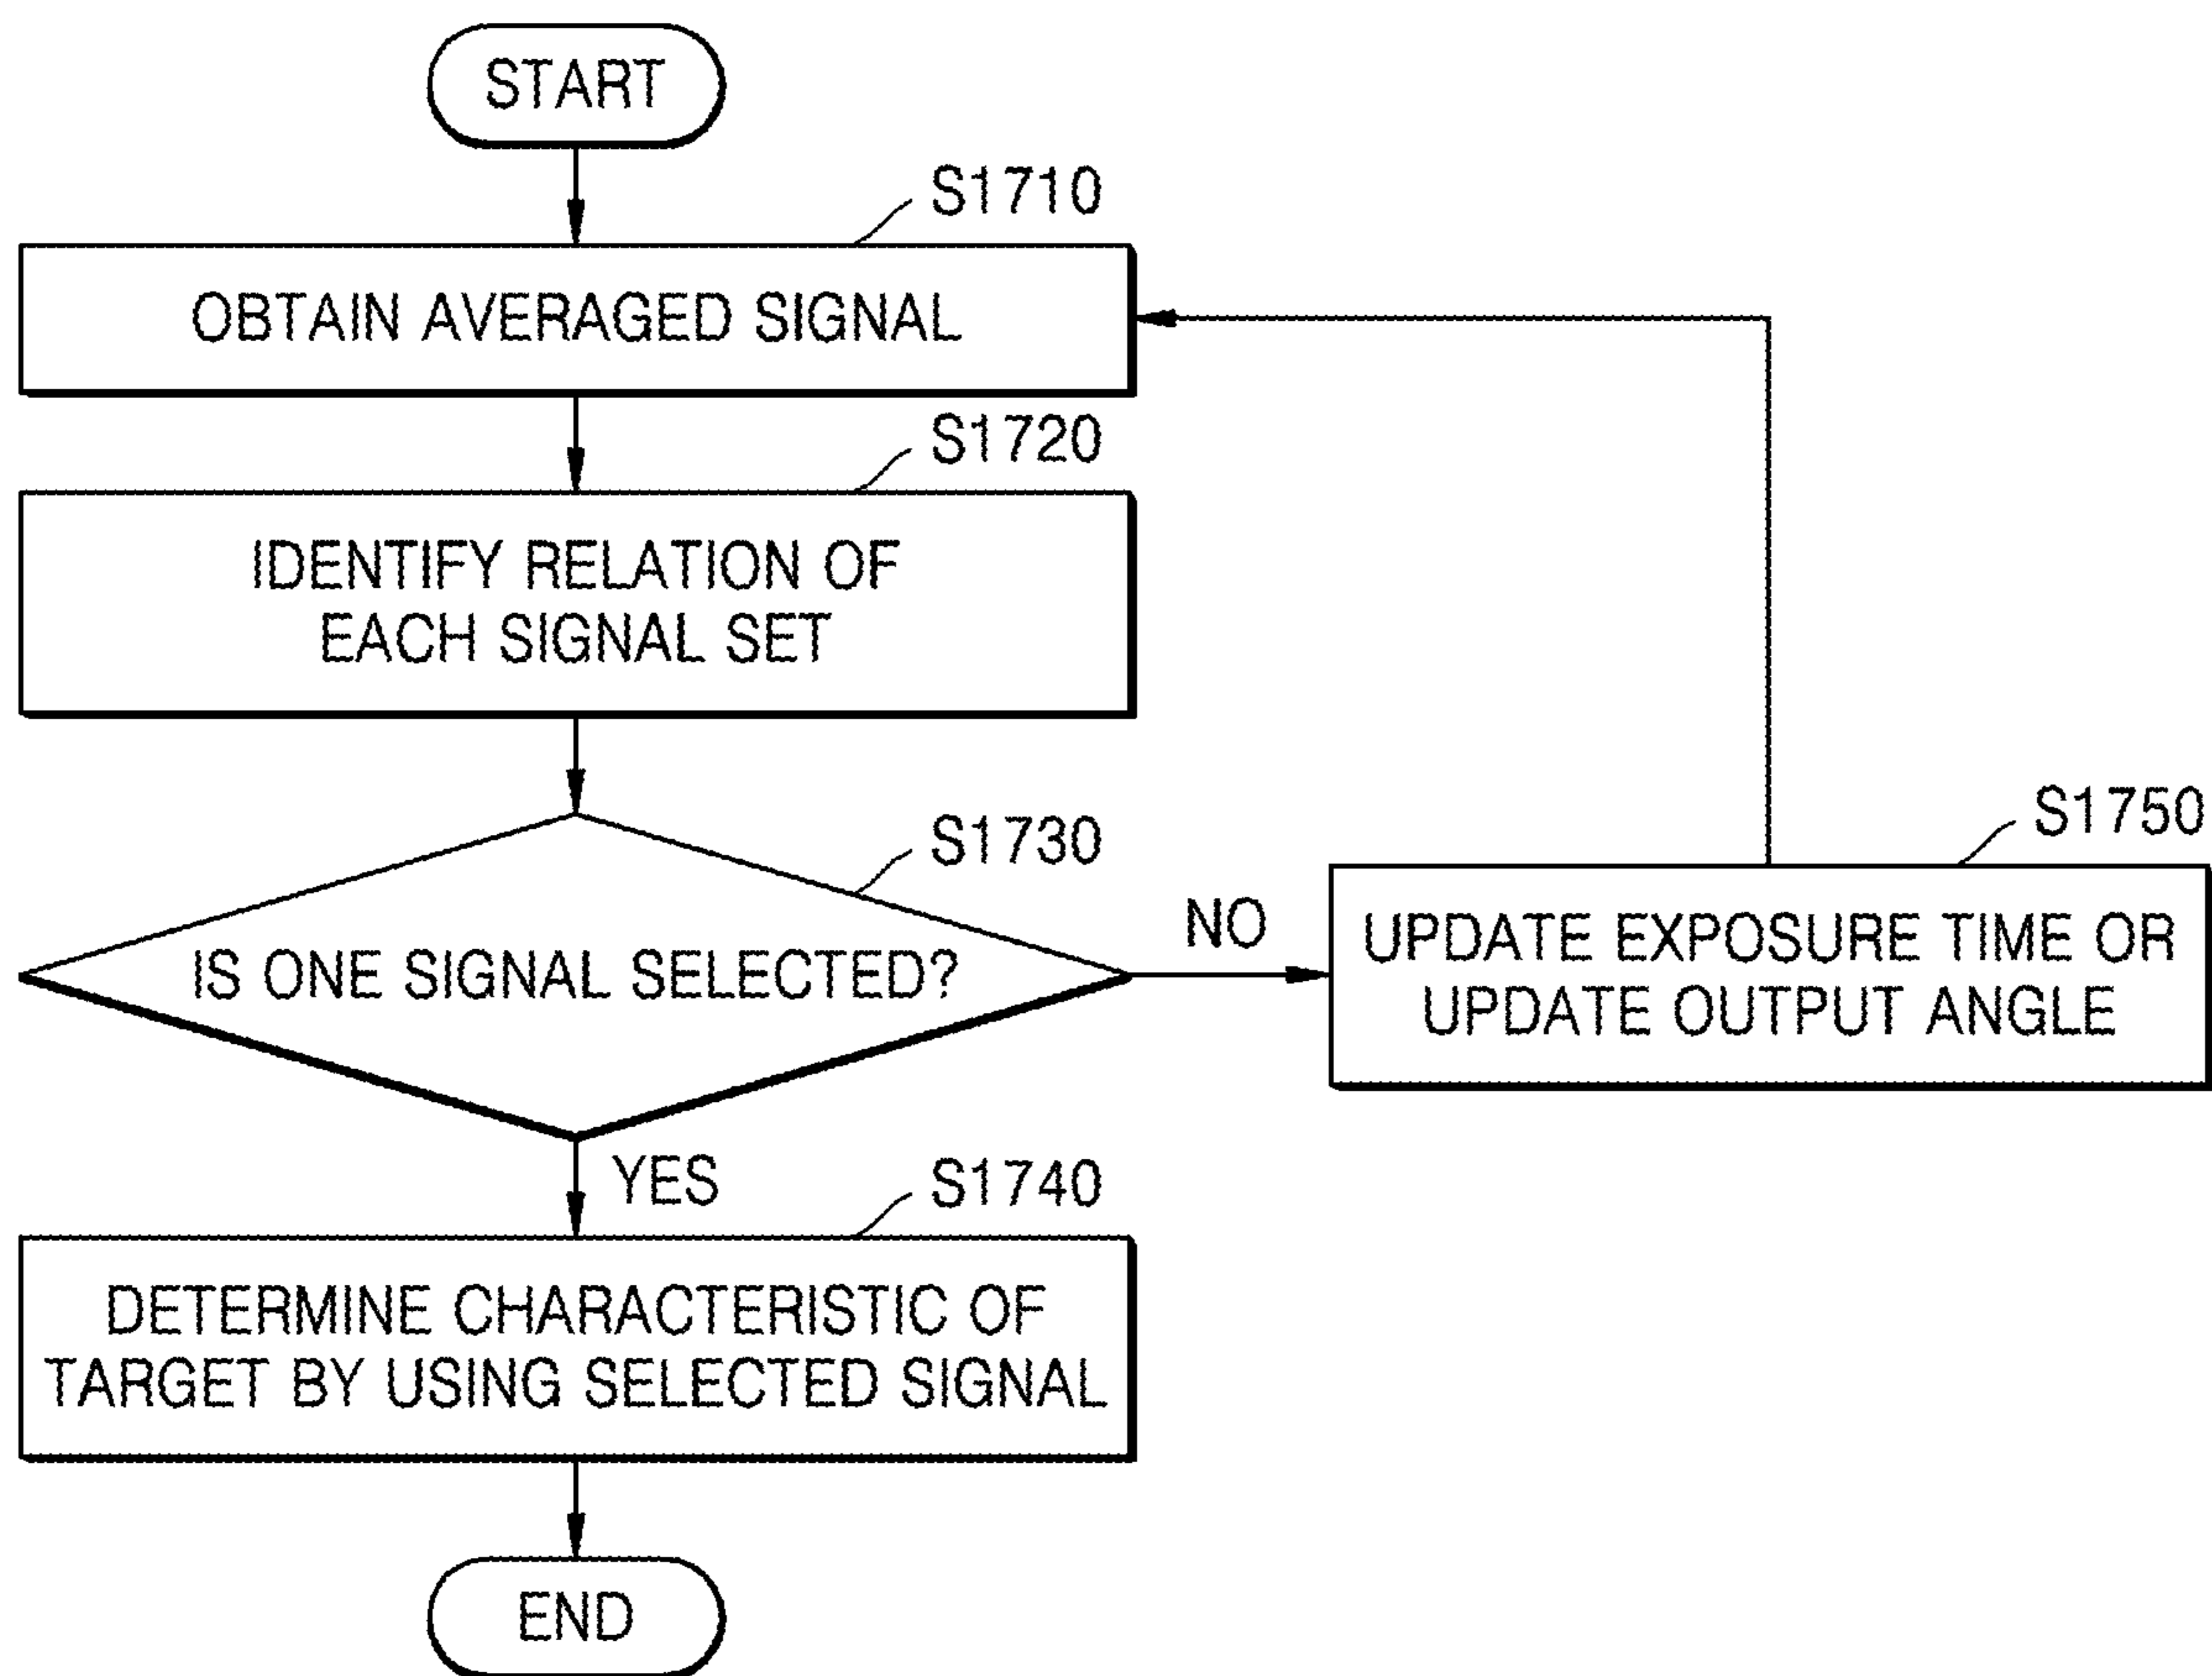 START
S1710
OBTAIN AVERAGED SIGNAL
S1720
IDENTIFY RELATION OF
EACH SIGNAL SET
S1730
IS ONE SIGNAL SELECTED?
NO
S1750
UPDATE EXPOSURE TIME OR
UPDATE OUTPUT ANGLE
YES
S1740
DETERMINE CHARACTERISTIC OF
TARGET BY USING SELECTED SIGNAL
END